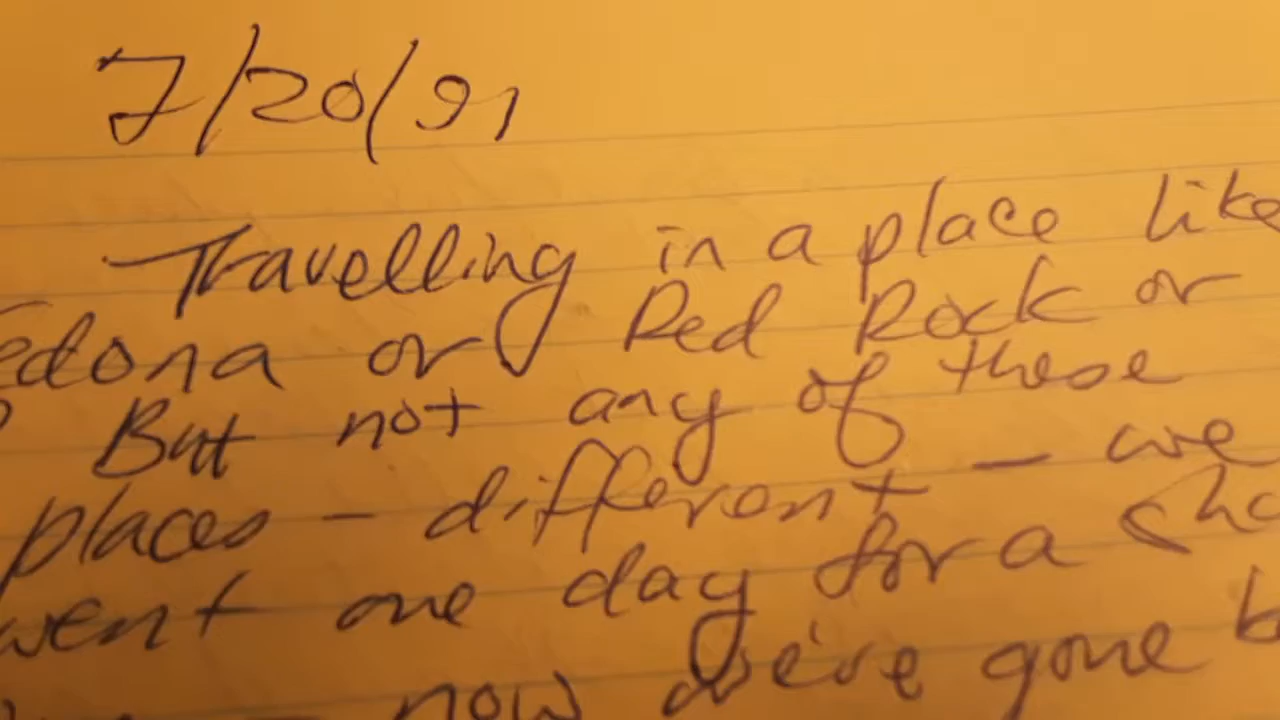 7/20/91
Travelling in a place like
edona or Red Rock or
? But not any of these
places - different - we
went one day for a sho
now we've gone b